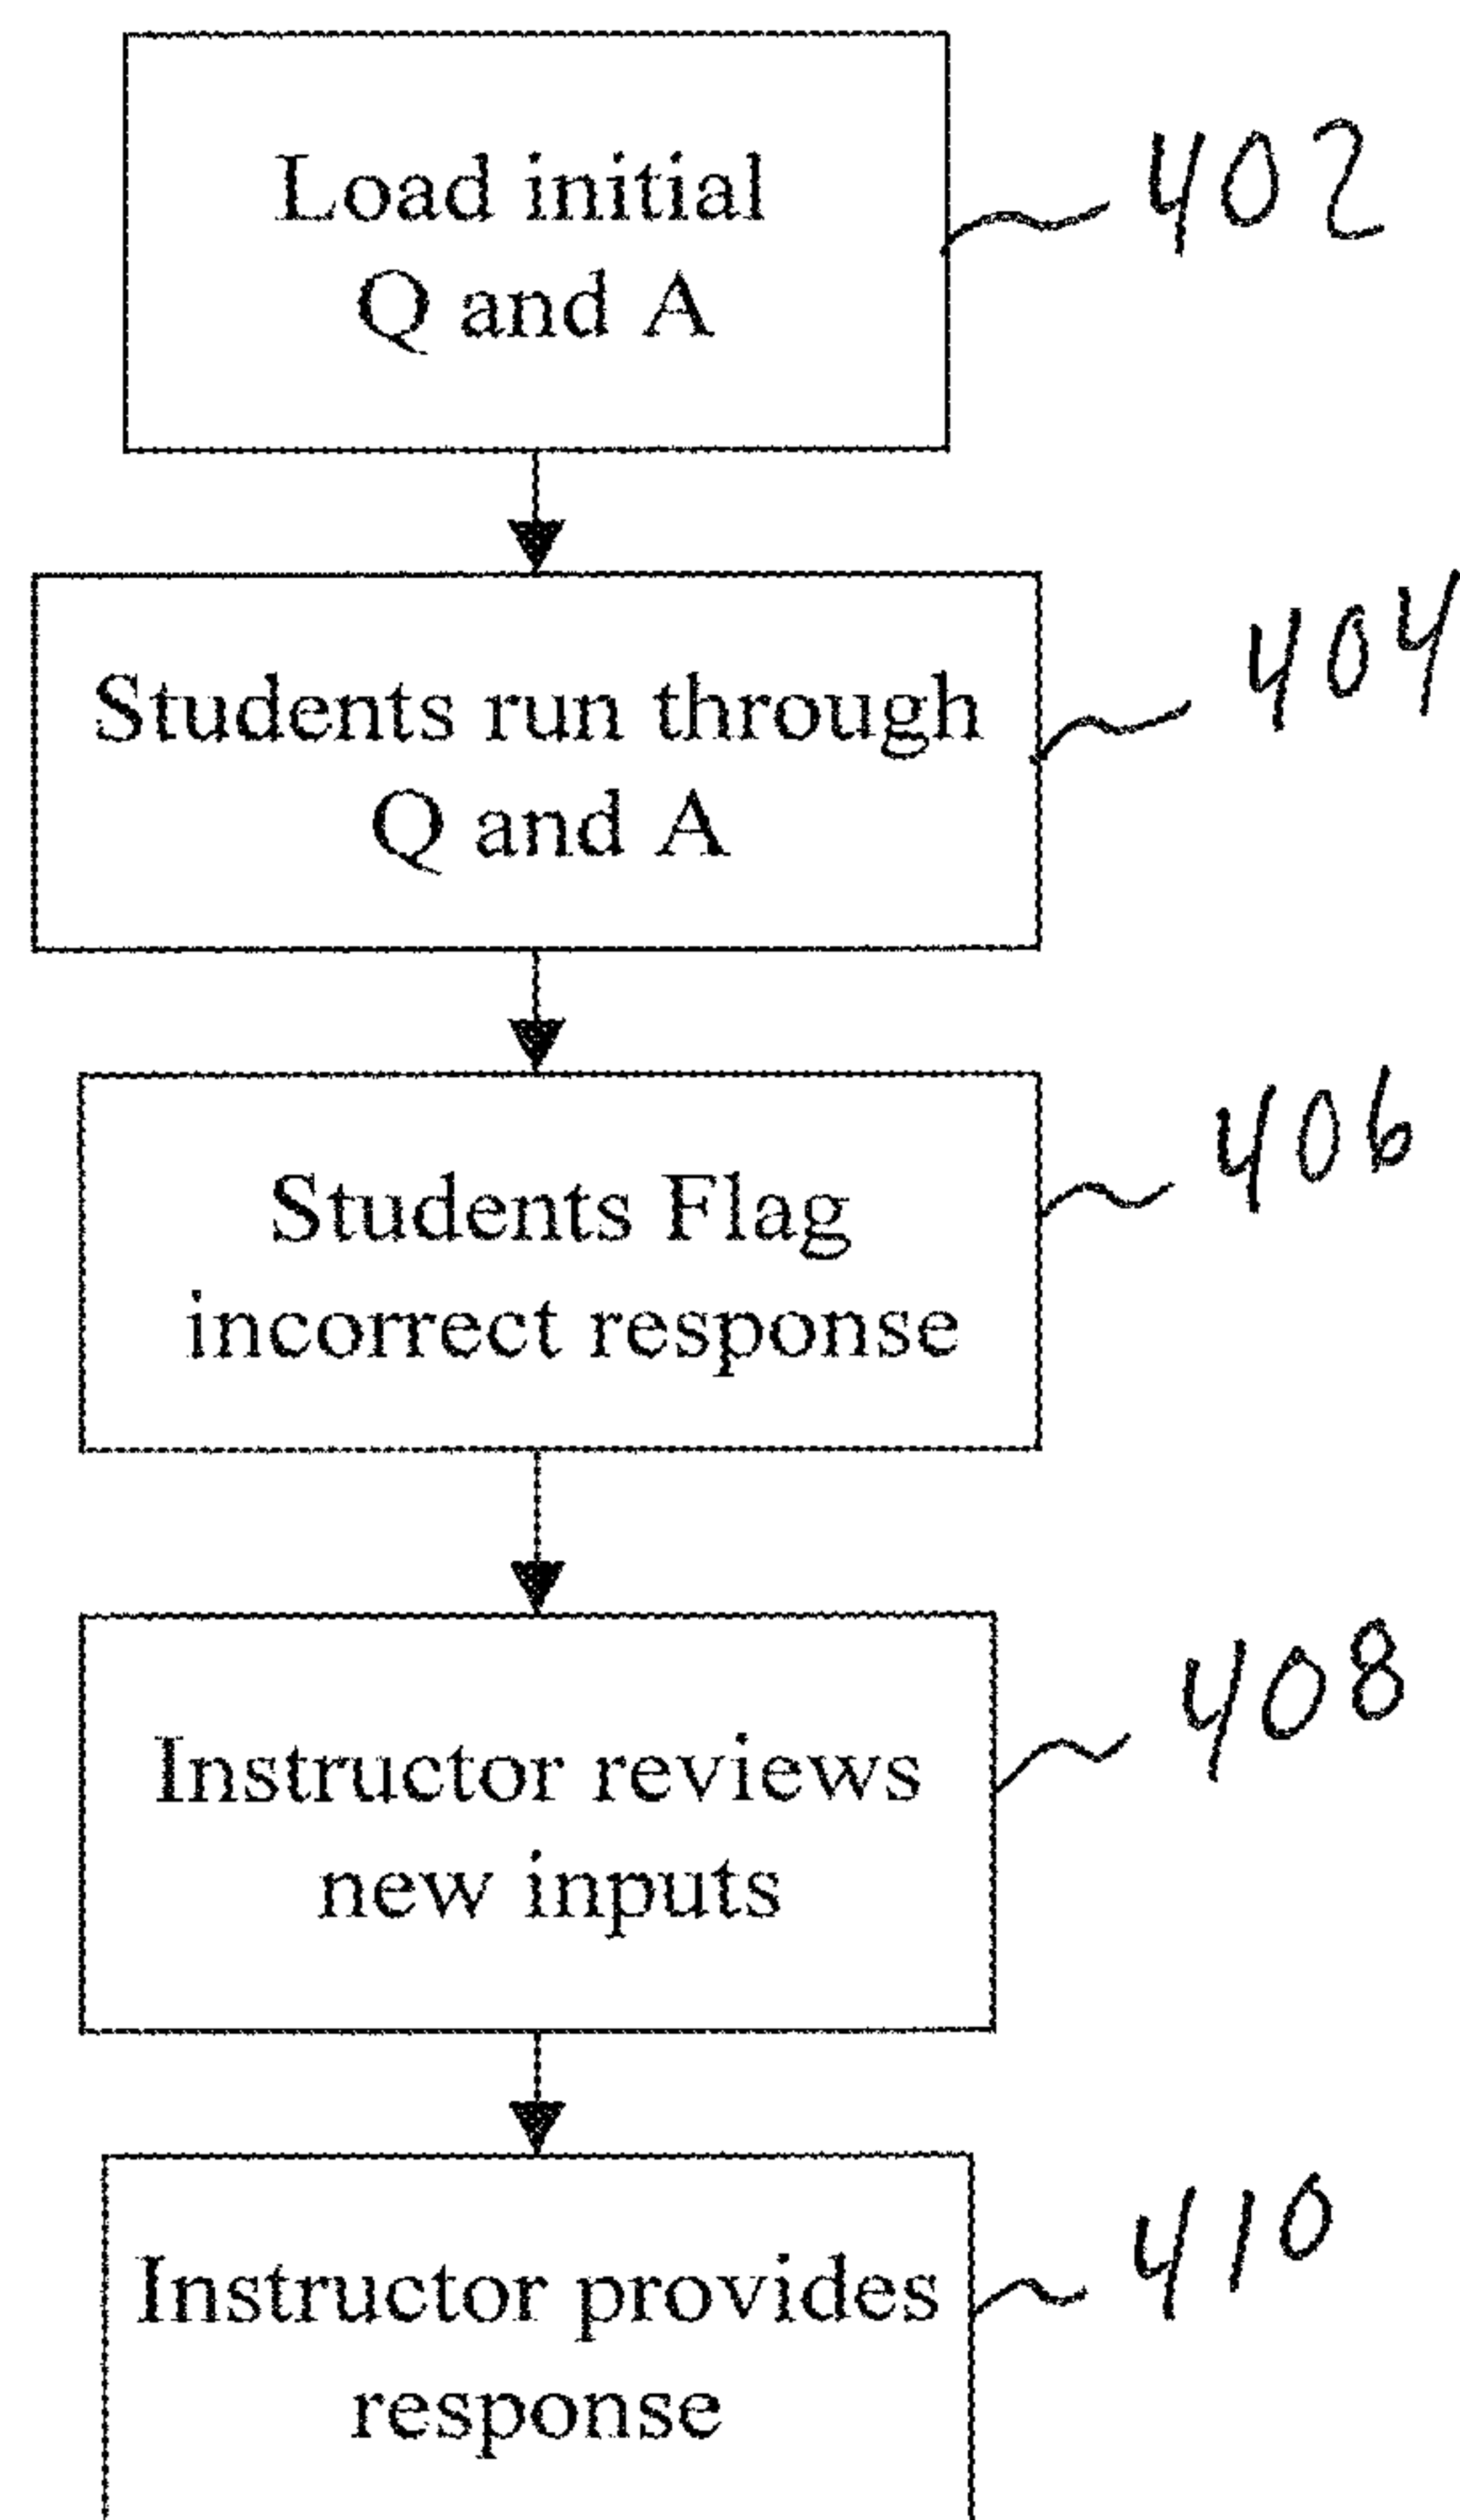 Load initial
Q and A
402
Students run through
Q and A
404
Students Flag
incorrect response
406
Instructor reviews
new inputs
408
Instructor provides
response
410